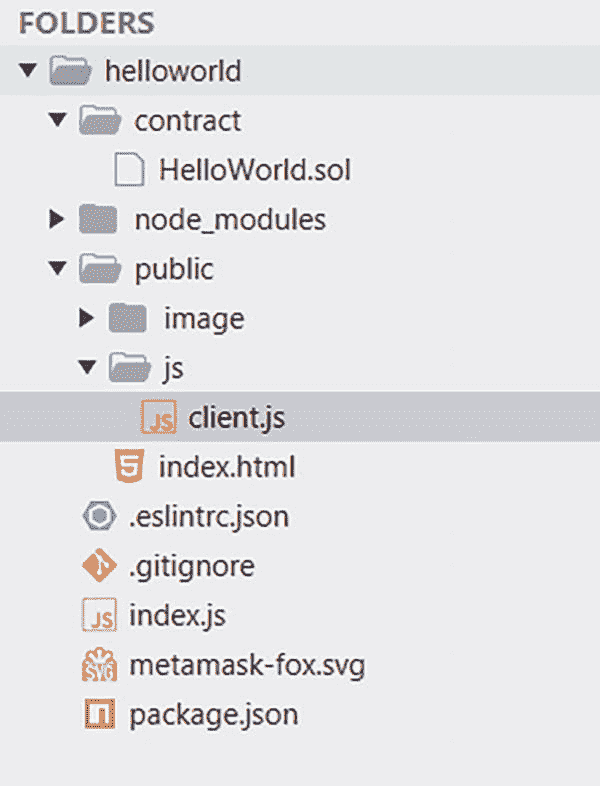 FOLDERS
helloworld
contract
HelloWorld.sol
node_modules
public
image
js
JS client.js
5 index.html
.eslintrc.json
.gitignore
JS index.js
SVG metamask-fox.svg
package.json